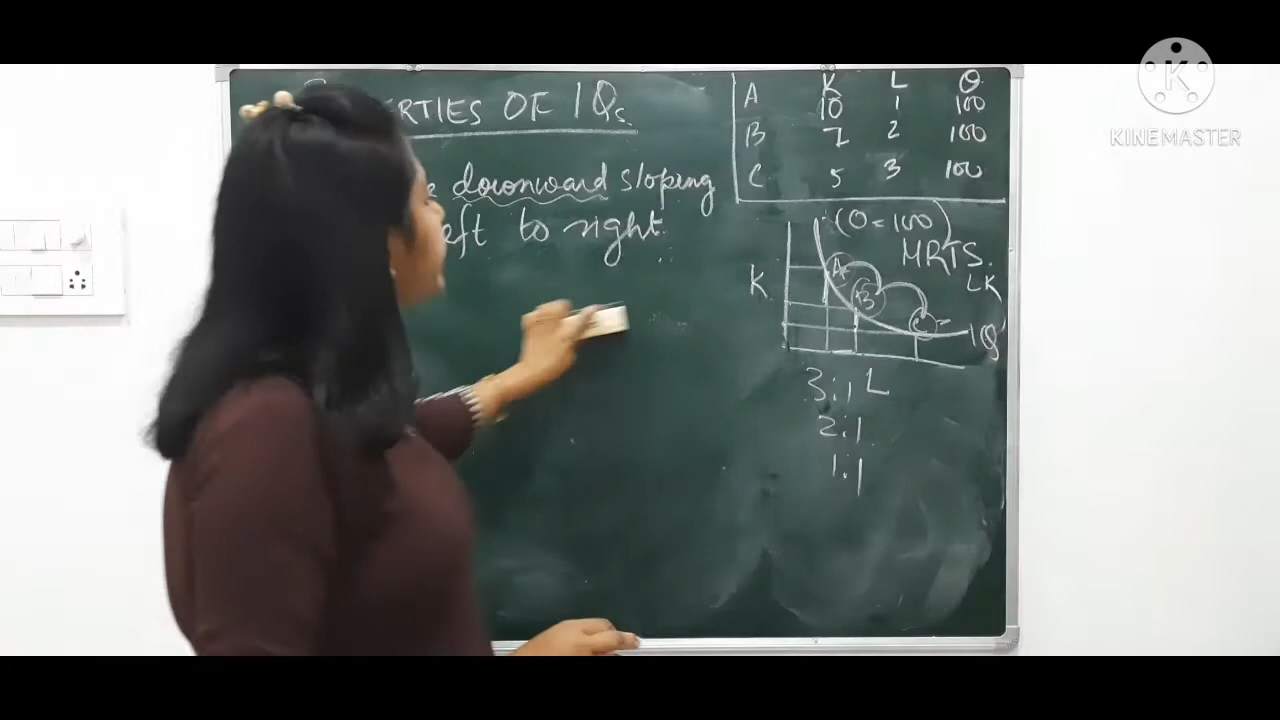 ERTIES OF IQs
downward sloping
eft to right
K L Q
A 10 1 100
B 7 2 100
C 5 3 100
(Q = 100)
MRTS
LK
A
K
B
C
IQ
L
3:1
2:1
1:1
K
KINEMASTER